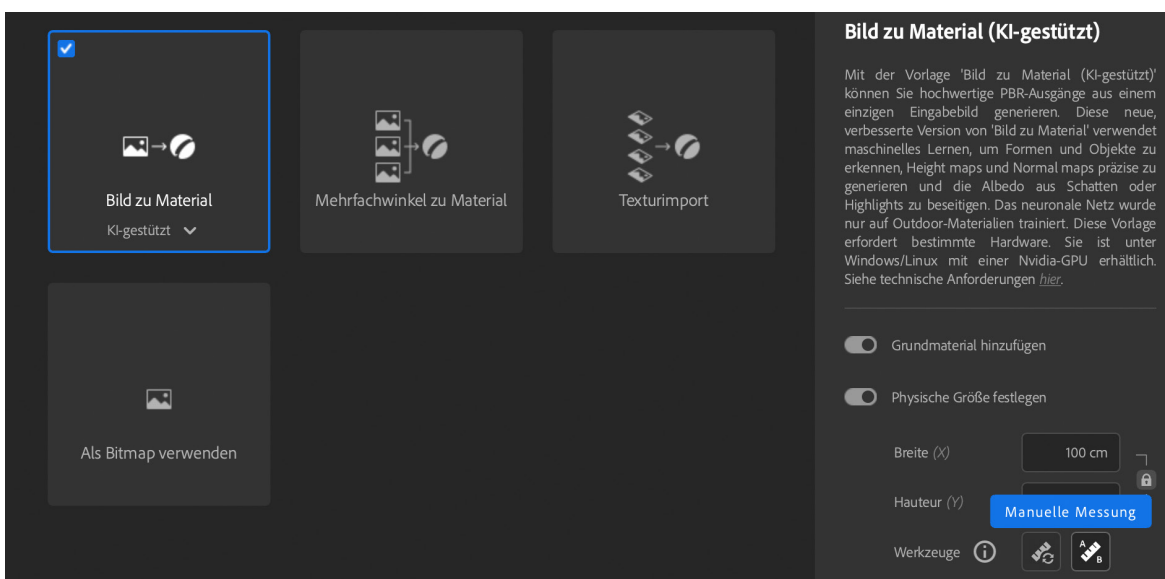 Bild zu Material
KI-gestützt
Mehrfachwinkel zu Material
Texturimport
Als Bitmap verwenden
Bild zu Material (KI-gestützt)
Mit der Vorlage 'Bild zu Material (KI-gestützt)'
können Sie hochwertige PBR-Ausgänge aus einem
einzigen Eingabebild generieren. Diese neue,
verbesserte Version von 'Bild zu Material' verwendet
maschinelles Lernen, um Formen und Objekte zu
erkennen, Height maps und Normal maps präzise zu
generieren und die Albedo aus Schatten oder
Highlights zu beseitigen. Das neuronale Netz wurde
nur auf Outdoor-Materialien trainiert. Diese Vorlage
erfordert bestimmte Hardware. Sie ist unter
Windows/Linux mit einer Nvidia-GPU erhältlich.
Siehe technische Anforderungen hier.
Grundmaterial hinzufügen
Physische Größe festlegen
Breite (X) 100 cm
Hauteur (Y)
Manuelle Messung
Werkzeuge A B